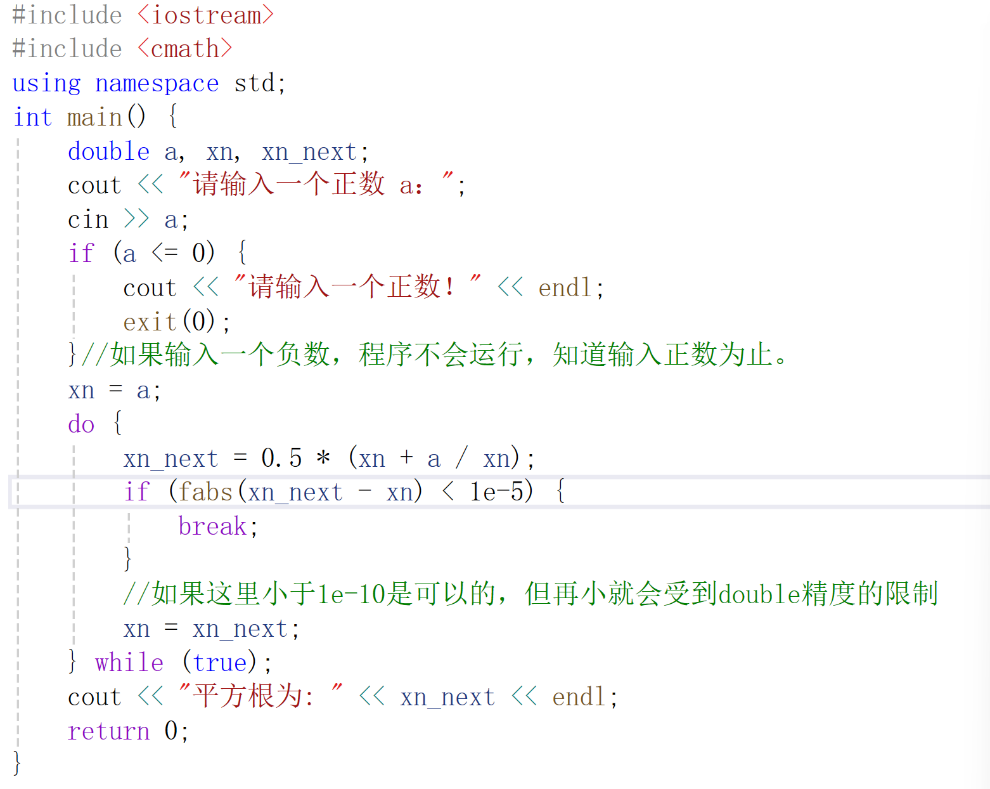 #include <iostream>
#include <cmath>
using namespace std;
int main() {
    double a, xn, xn_next;
    cout << "请输入一个正数 a：";
    cin >> a;
    if (a <= 0) {
        cout << "请输入一个正数！" << endl;
        exit(0);
    }//如果输入一个负数，程序不会运行，知道输入正数为止。
    xn = a;
    do {
        xn_next = 0.5 * (xn + a / xn);
        if (fabs(xn_next - xn) < 1e-5) {
            break;
        }
        //如果这里小于1e-10是可以的，但再小就会受到double精度的限制
        xn = xn_next;
    } while (true);
    cout << "平方根为: " << xn_next << endl;
    return 0;
}